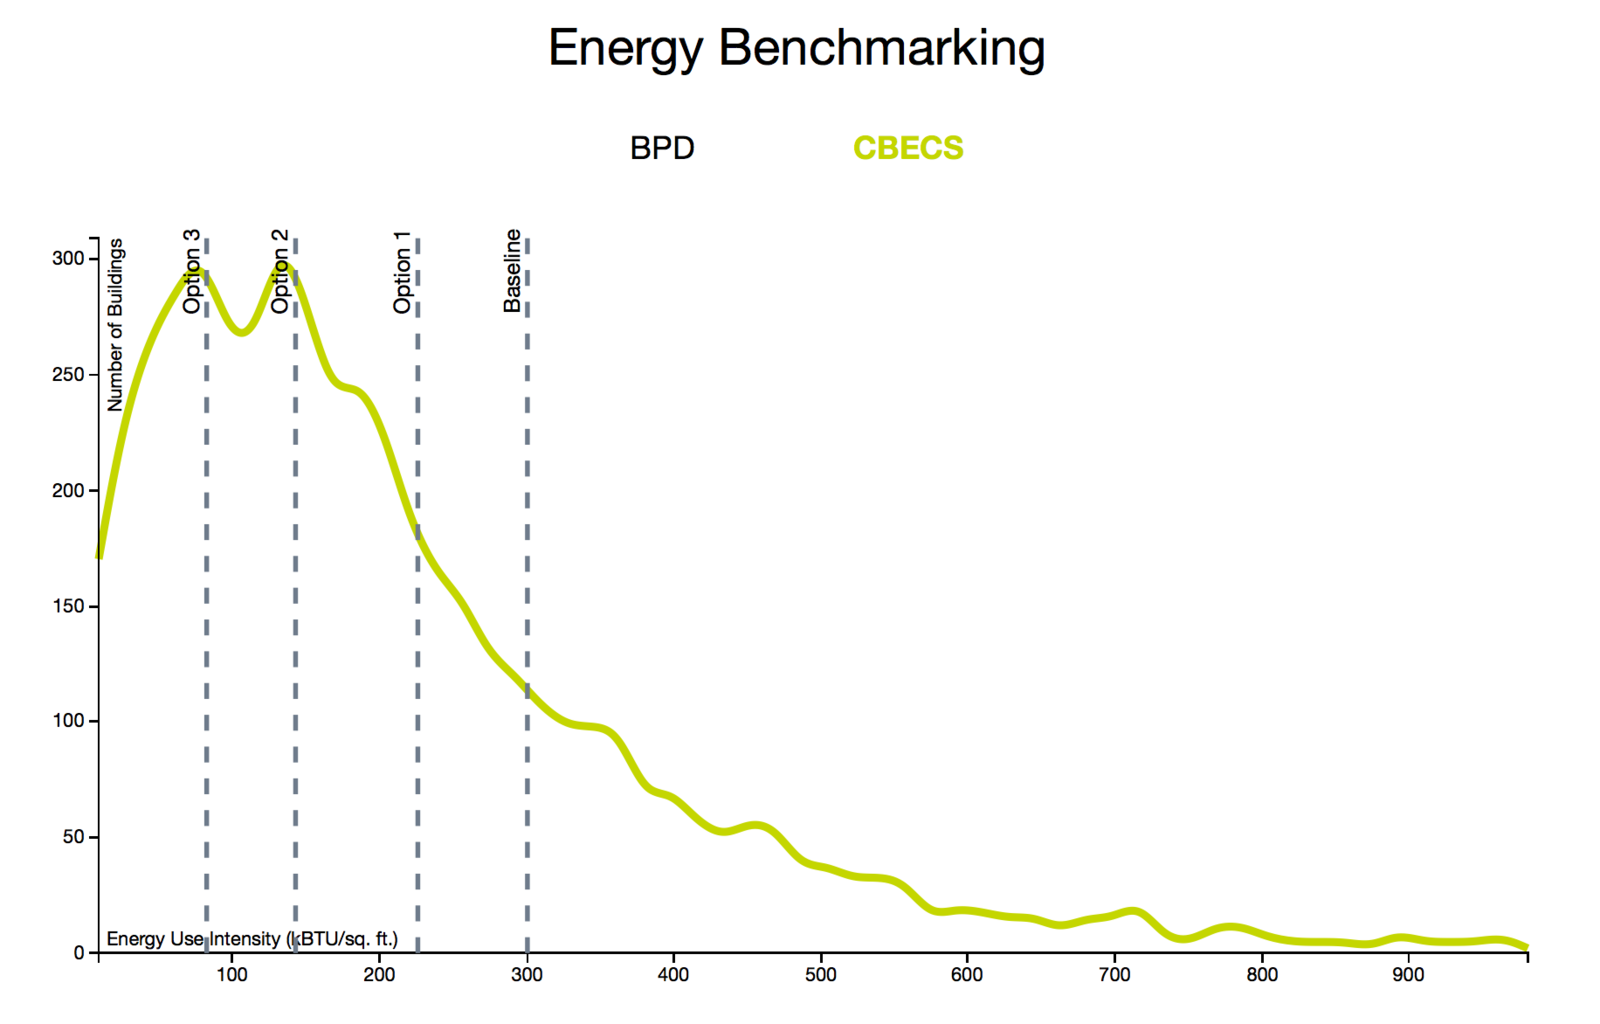 Energy Benchmarking
BPD
CBECS
Number of Buildings
Option 3
Option 2
Option 1
Baseline
300
250
200
150
100
50
0
Energy Use Intensity (kBTU/sq. ft.)
100
200
300
400
500
600
700
800
900